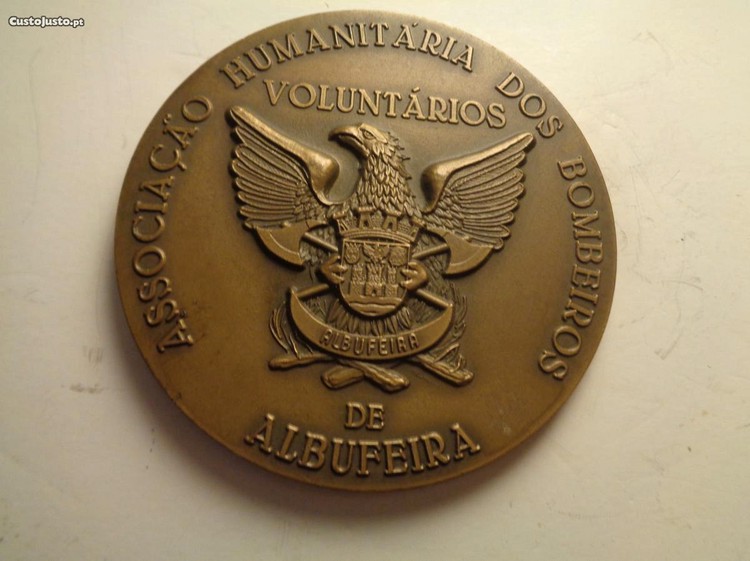 CustoJusto.pt
ASSOCIAÇÃO HUMANITÁRIA DOS BOMBEIROS
VOLUNTÁRIOS
ALBUFEIRA
DE
ALBUFEIRA